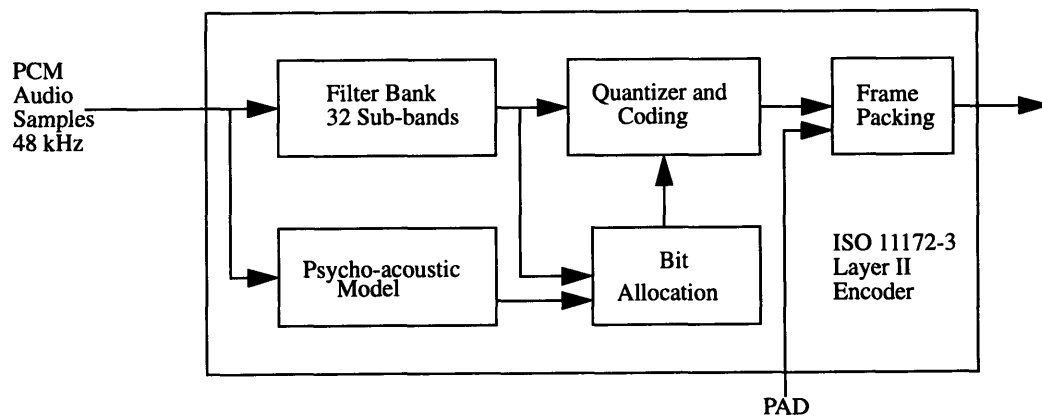 PCM
Audio
Samples
48 kHz
Filter Bank
32 Sub-bands
Quantizer and
Coding
Frame
Packing
Psycho-acoustic
Model
Bit
Allocation
ISO 11172-3
Layer II
Encoder
PAD